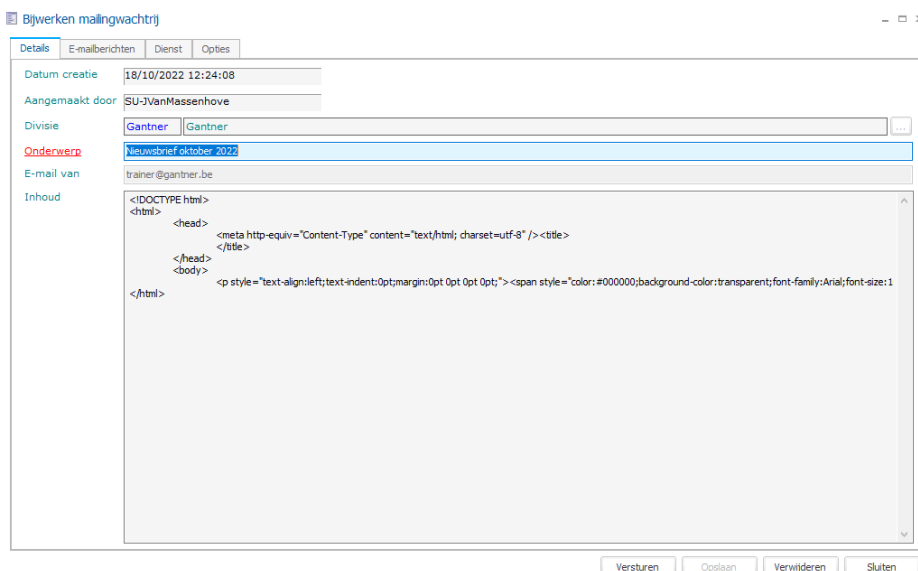 Bijwerken mailingwachtrij
Details E-mailberichten Dienst Opties
Datum creatie 18/10/2022 12:24:08
Aangemaakt door SU-JVanMassenhove
Divisie Gantner Gantner ...
Onderwerp Nieuwsbrief oktober 2022
E-mail van trainer@gantner.be
Inhoud <!DOCTYPE html>
<html>
<head>
<meta http-equiv="Content-Type" content="text/html; charset=utf-8" /><title>
</title>
</head>
<body>
<p style="text-align:left;text-indent:0pt;margin:0pt 0pt 0pt 0pt;"><span style="color:#000000;background-color:transparent;font-family:Arial;font-size:1
</html>
Versturen Opslaan Verwijderen Sluiten